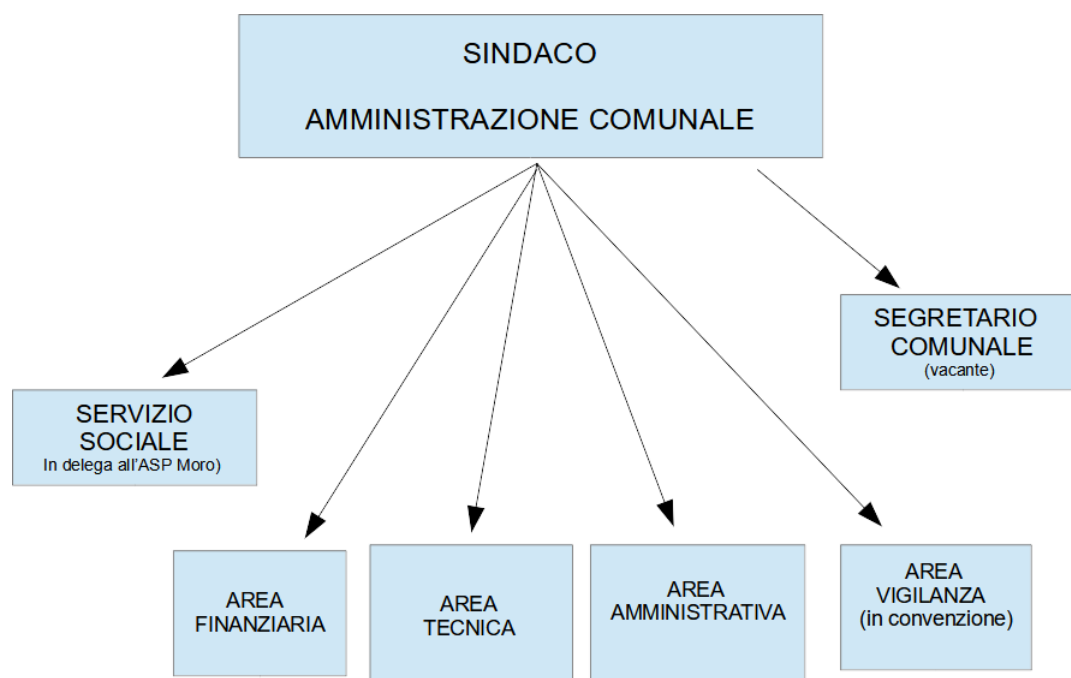 SINDACO
AMMINISTRAZIONE COMUNALE
SEGRETARIO
COMUNALE
(vacante)
SERVIZIO
SOCIALE
In delega all'ASP Moro)
AREA
FINANZIARIA
AREA
TECNICA
AREA
AMMINISTRATIVA
AREA
VIGILANZA
(in convenzione)